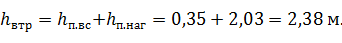 hвтр = hп.вс+hп.наг = 0,35 + 2,03 = 2,38 м.